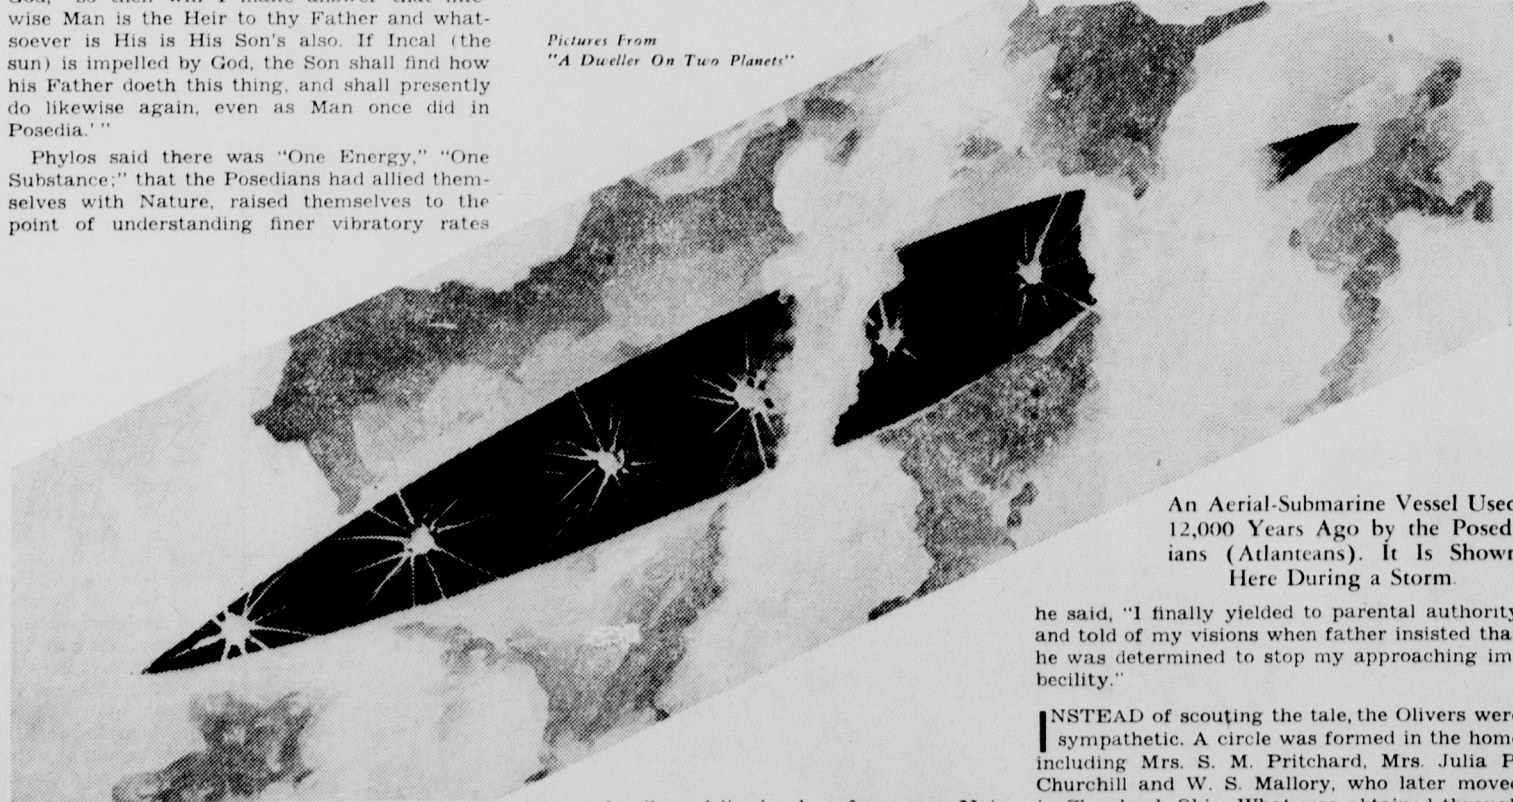 wise Man is the Heir to thy Father and what-
soever is His is His Son's also. If Incal (the
sun) is impelled by God, the Son shall find how
his Father doeth this thing, and shall presently
do likewise again, even as Man once did in
Posedia.' "
Phylos said there was "One Energy," "One
Substance;" that the Posedians had allied them-
selves with Nature, raised themselves to the
point of understanding finer vibratory rates
Pictures From
"A Dweller On Two Planets"
An Aerial-Submarine Vessel Used
12,000 Years Ago by the Posed-
ians (Atlanteans). It Is Shown
Here During a Storm.
he said, "I finally yielded to parental authority
and told of my visions when father insisted that
he was determined to stop my approaching im-
becility."
INSTEAD of scouting the tale, the Olivers were
sympathetic. A circle was formed in the home
including Mrs. S. M. Pritchard, Mrs. Julia P.
Churchill and W. S. Mallory, who later moved